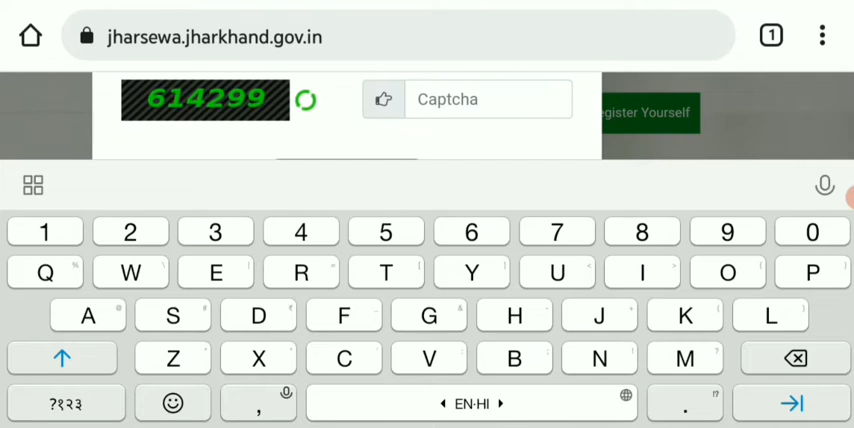 jharsewa.jharkhand.gov.in 1
614299 Captcha
egister Yourself
1 2 3 4 5 6 7 8 9 0
Q W E R T Y U I O P
A S D F G H J K L
Z X C V B N M
?१२३ , EN·HI .